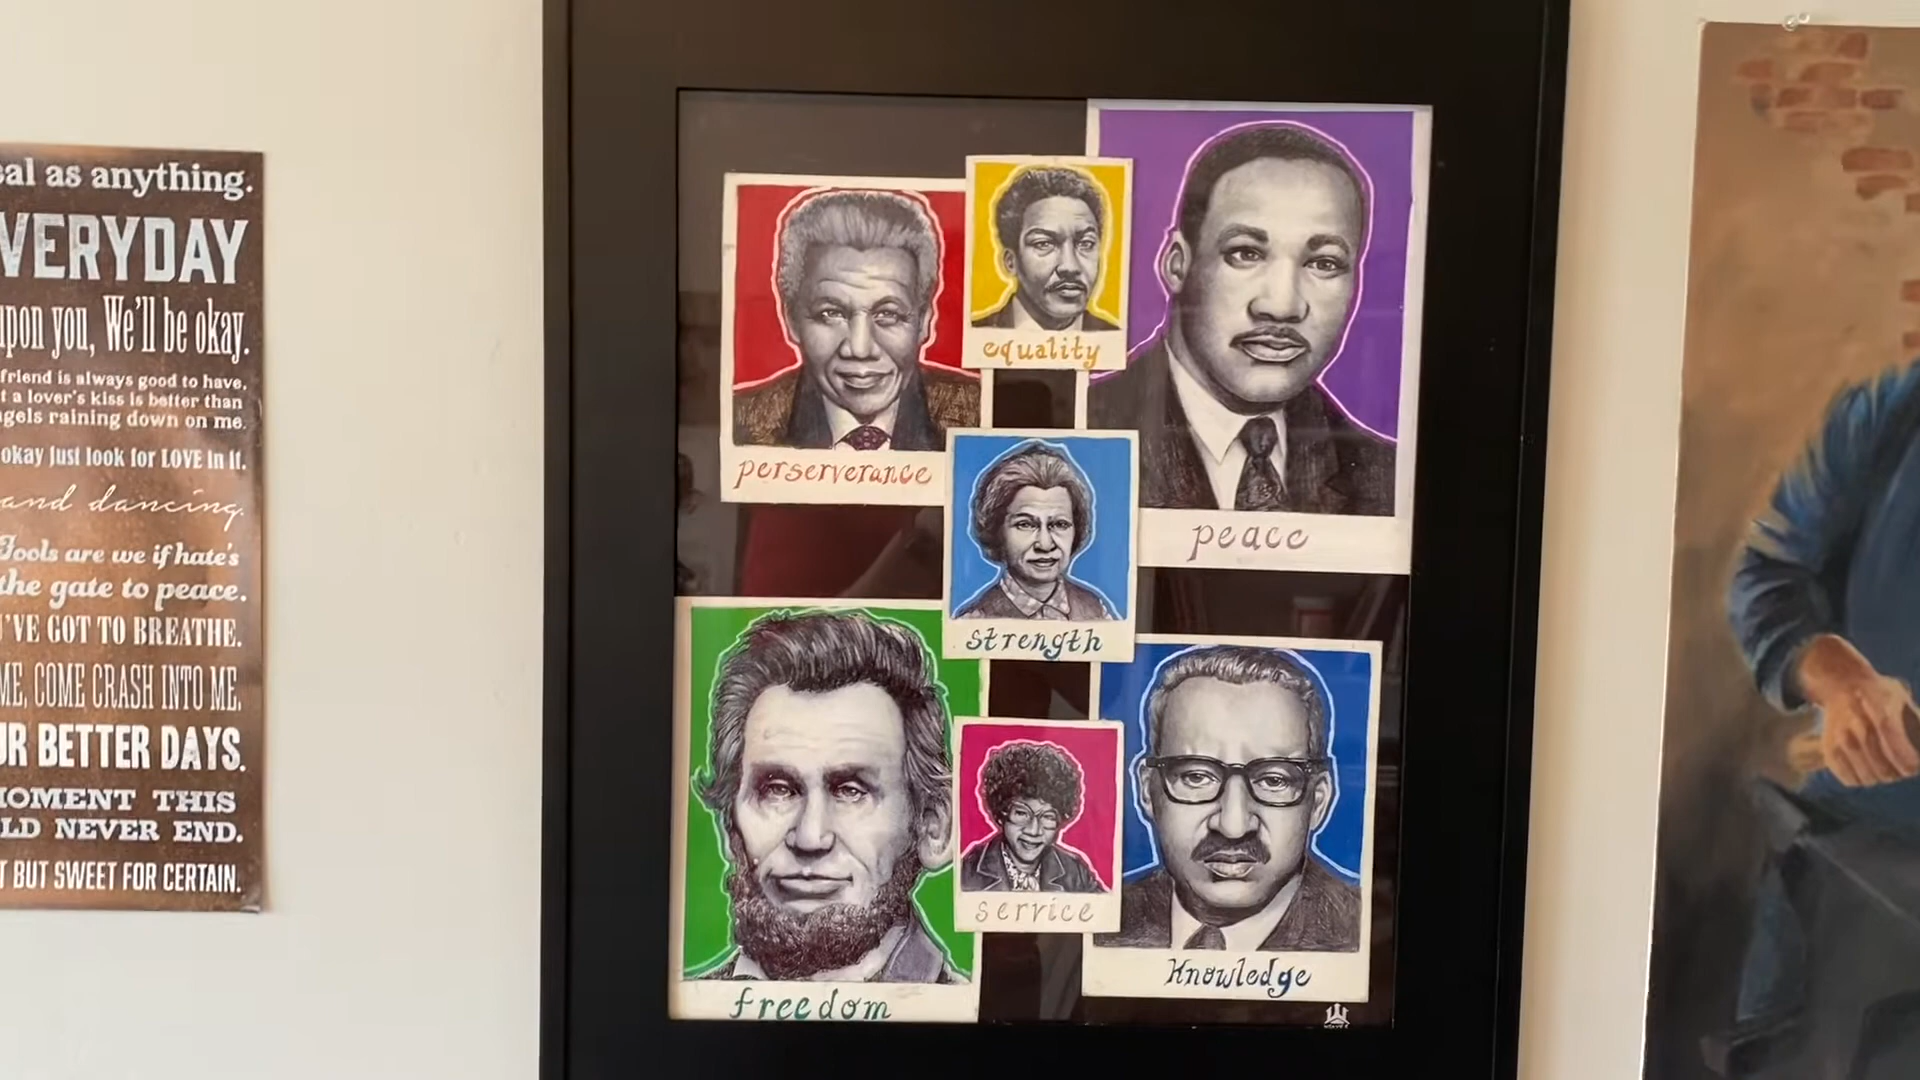 eal as anything.
VERYDAY
upon you, We'll be okay.
friend is always good to have,
t a lover's kiss is better than
ngels raining down on me.
okay just look for LOVE in it.
and dancing.
Fools are we if hate's
the gate to peace.
I'VE GOT TO BREATHE.
ME, COME CRASH INTO ME.
UR BETTER DAYS.
MOMENT THIS
LD NEVER END.
T BUT SWEET FOR CERTAIN.
perserverance
equality
peace
strength
freedom
service
Knowledge